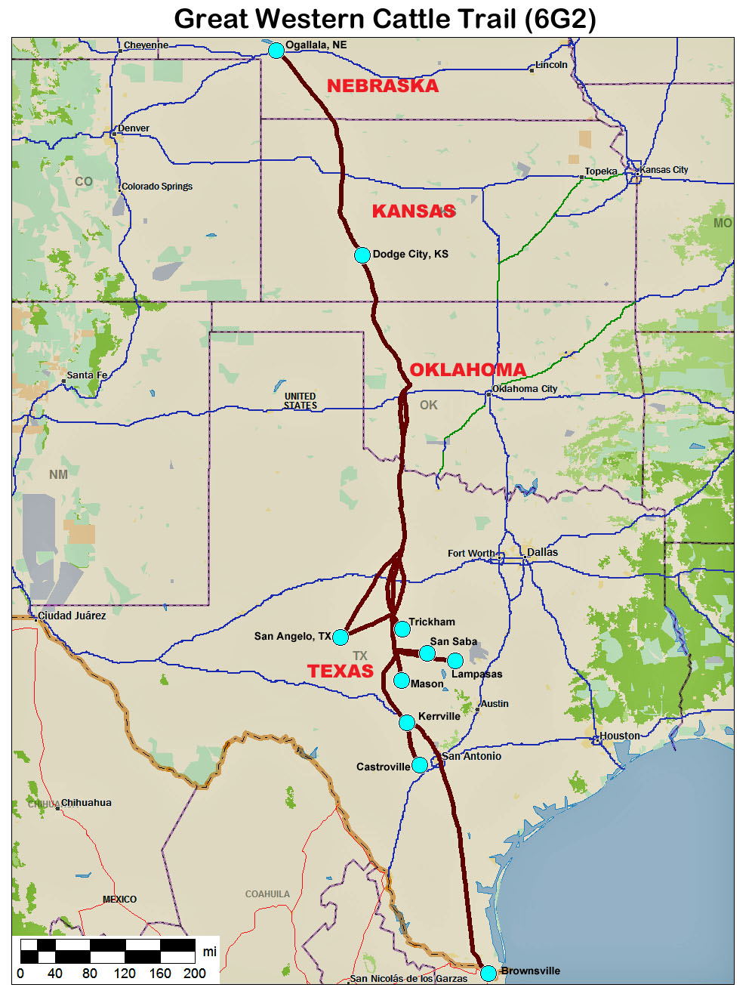 Great Western Cattle Trail (6G2)
Cheyenne
Ogallala, NE
Lincoln
NEBRASKA
Denver
Topeka
Kansas City
CO
Colorado Springs
KANSAS
MO
Dodge City, KS
OKLAHOMA
Santa Fe
Oklahoma City
UNITED
STATES
OK
NM
Fort Worth
Dallas
Ciudad Juárez
Trickham
San Angelo, TX
San Saba
TX
TEXAS
Lampasas
Mason
Austin
Kerrville
Houston
San Antonio
Castroville
Chihuahua
COAHUILA
MEXICO
mi
0 40 80 120 160 200
Brownsville
San Nicolás de los Garzas